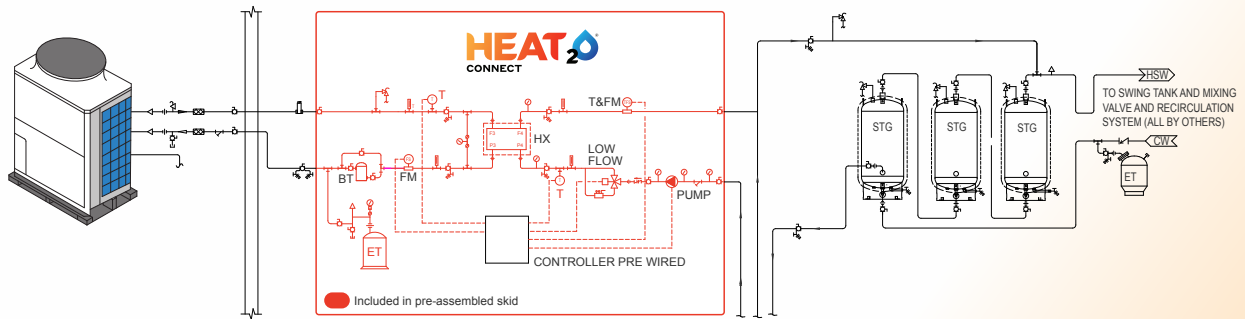 HEAT2O
CONNECT
T
T&FM
HX
LOW
FLOW
BT
FM
T
PUMP
ET
CONTROLLER PRE WIRED
Included in pre-assembled skid
STG
STG
STG
HSW
TO SWING TANK AND MIXING
VALVE AND RECIRCULATION
SYSTEM (ALL BY OTHERS)
CW
ET